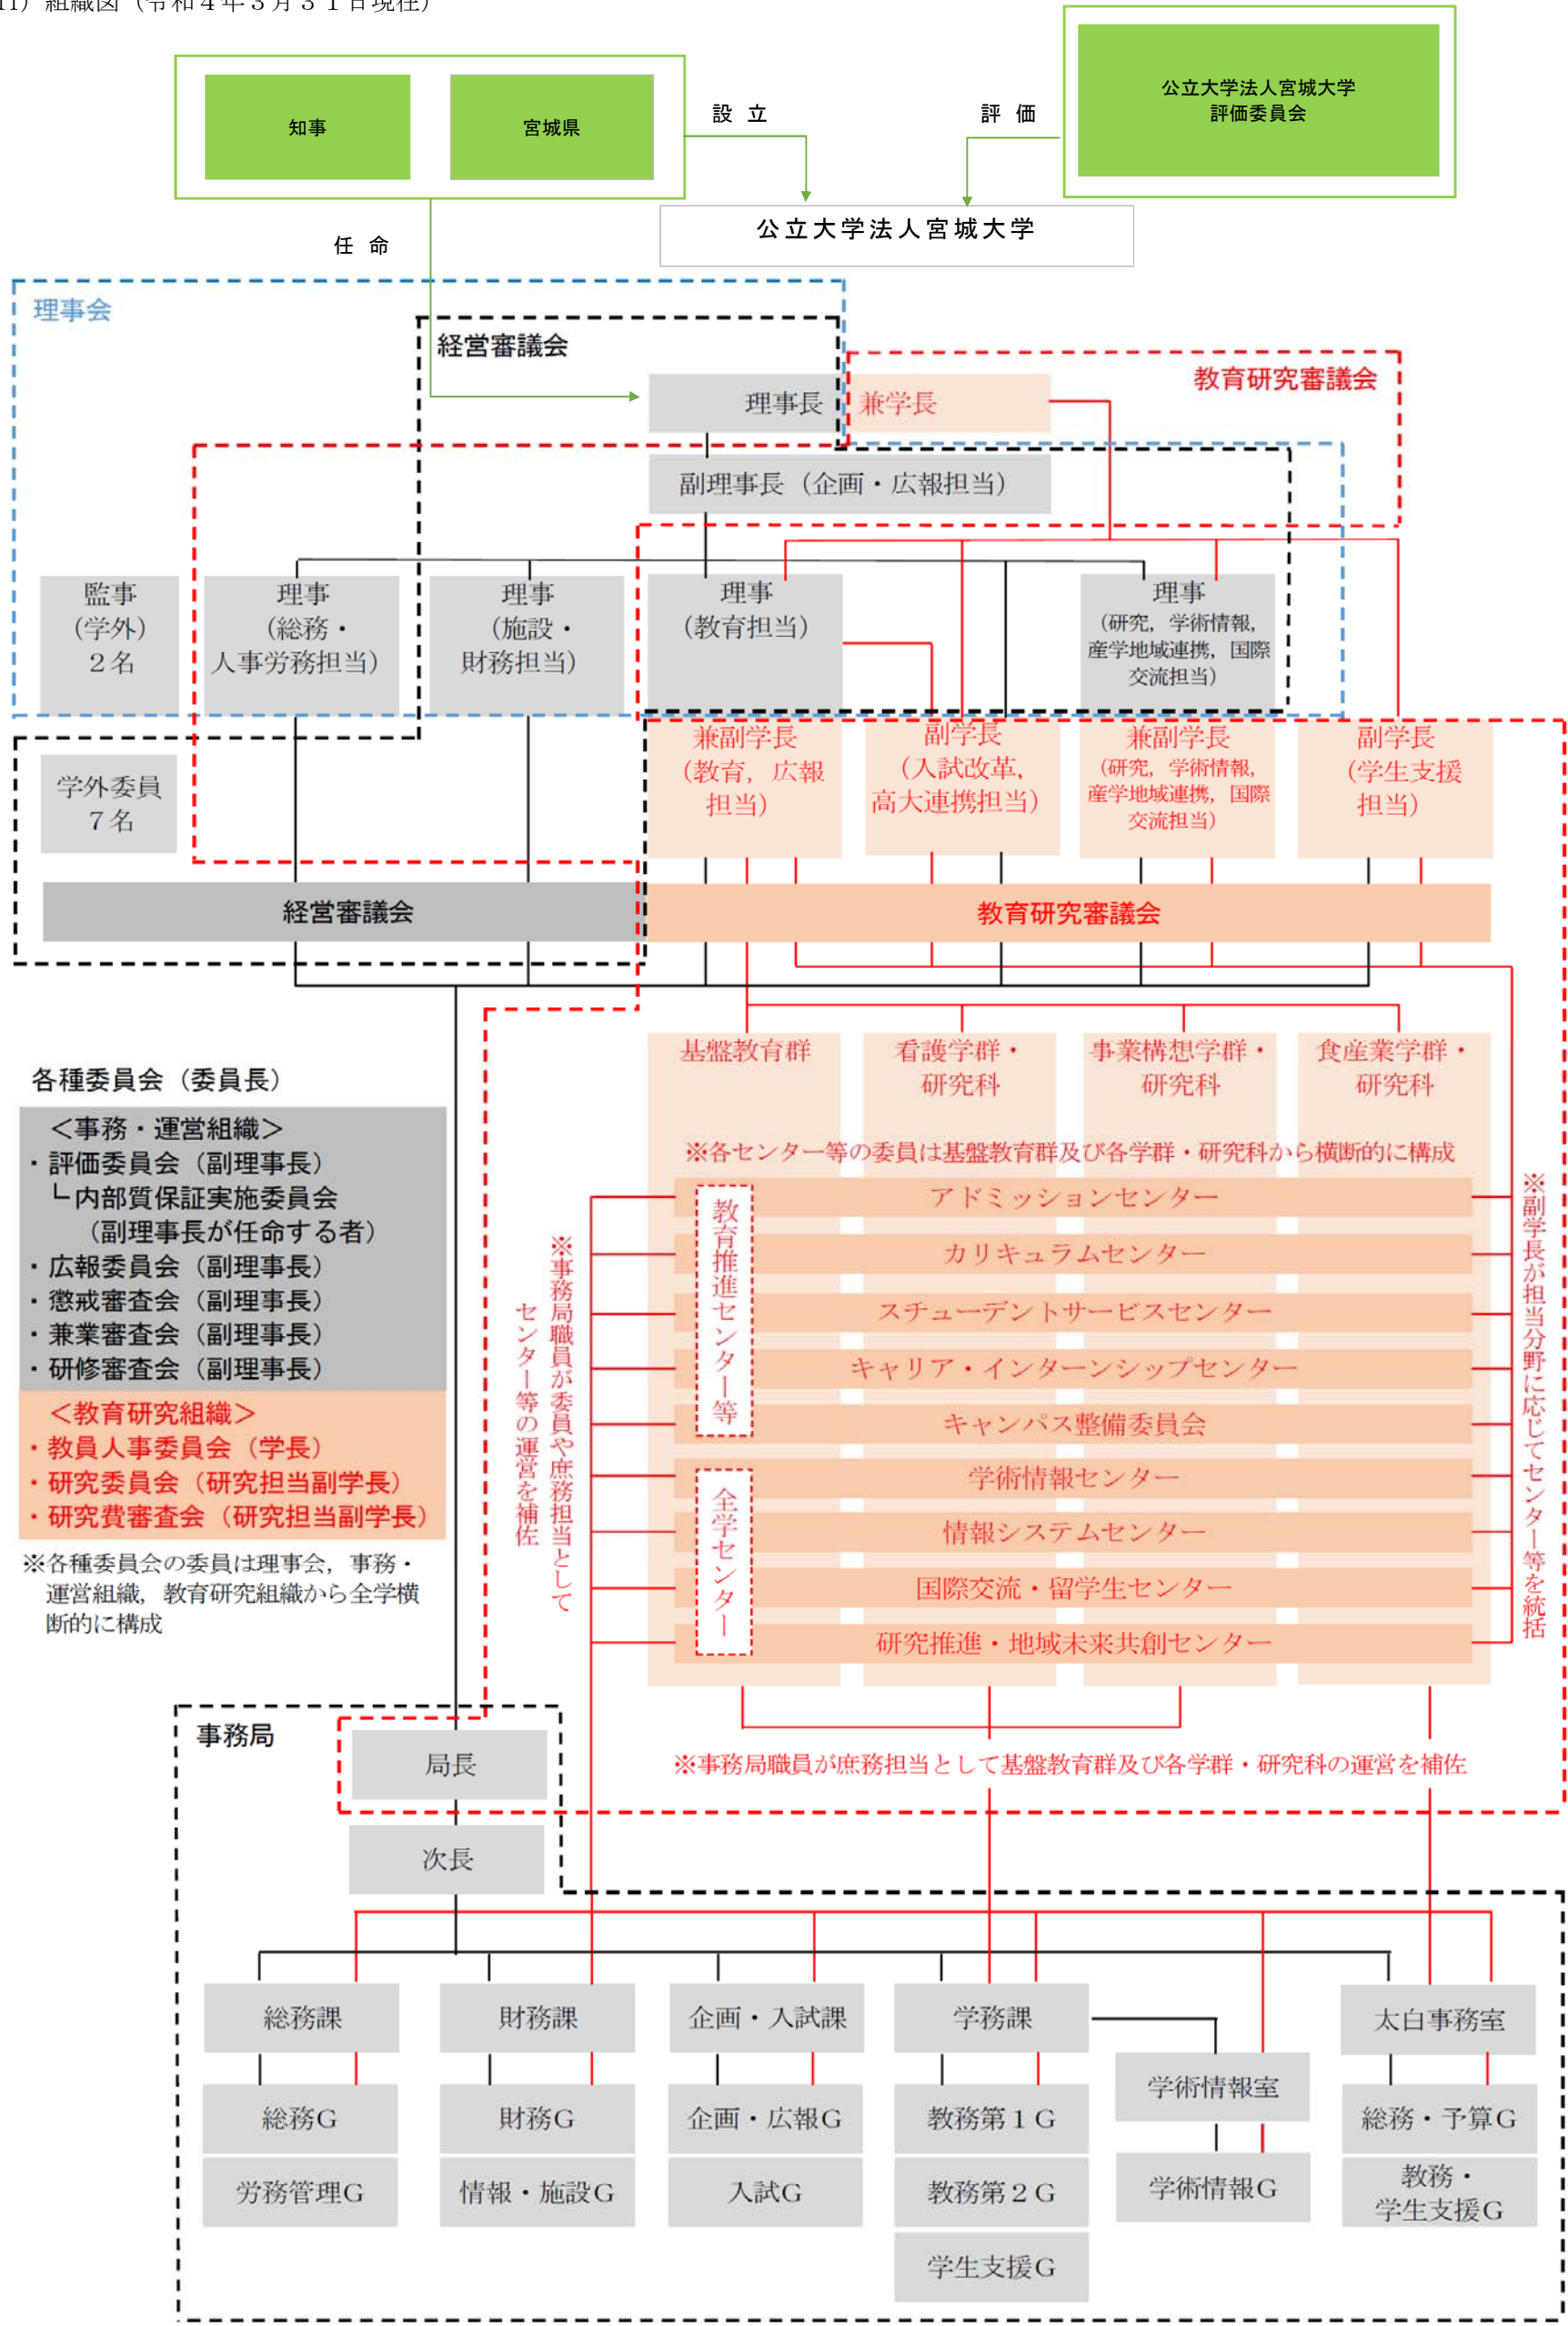 11）組織図（令和４年３月３１日現在）
知事
宮城県
設 立
評 価
公立大学法人宮城大学
評価委員会
公立大学法人宮城大学
任 命
理事会
経営審議会
教育研究審議会
理事長
兼学長
副理事長（企画・広報担当）
監事
（学外）
２名
理事
（総務・
人事労務担当）
理事
（施設・
財務担当）
理事
（教育担当）
理事
（研究，学術情報，
産学地域連携，国際
交流担当）
学外委員
７名
兼副学長
（教育，広報
担当）
副学長
（入試改革，
高大連携担当）
兼副学長
（研究，学術情報，
産学地域連携，国際
交流担当）
副学長
（学生支援
担当）
経営審議会
教育研究審議会
基盤教育群
看護学群・
研究科
事業構想学群・
研究科
食産業学群・
研究科
各種委員会（委員長）
＜事務・運営組織＞
・評価委員会（副理事長）
└内部質保証実施委員会
（副理事長が任命する者）
・広報委員会（副理事長）
・懲戒審査会（副理事長）
・兼業審査会（副理事長）
・研修審査会（副理事長）
＜教育研究組織＞
・教員人事委員会（学長）
・研究委員会（研究担当副学長）
・研究費審査会（研究担当副学長）
※各種委員会の委員は理事会，事務・
運営組織，教育研究組織から全学横
断的に構成
※各センター等の委員は基盤教育群及び各学群・研究科から横断的に構成
※事務局職員が委員や庶務担当として
センター等の運営を補佐
教育推進センター等
アドミッションセンター
カリキュラムセンター
スチューデントサービスセンター
キャリア・インターンシップセンター
キャンパス整備委員会
全学センター
学術情報センター
情報システムセンター
国際交流・留学生センター
研究推進・地域未来共創センター
※副学長が担当分野に応じてセンター等を統括
※事務局職員が庶務担当として基盤教育群及び各学群・研究科の運営を補佐
事務局
局長
次長
総務課
財務課
企画・入試課
学務課
太白事務室
学術情報室
総務G
財務G
企画・広報G
教務第１G
総務・予算G
労務管理G
情報・施設G
入試G
教務第２G
学術情報G
教務・
学生支援G
学生支援G